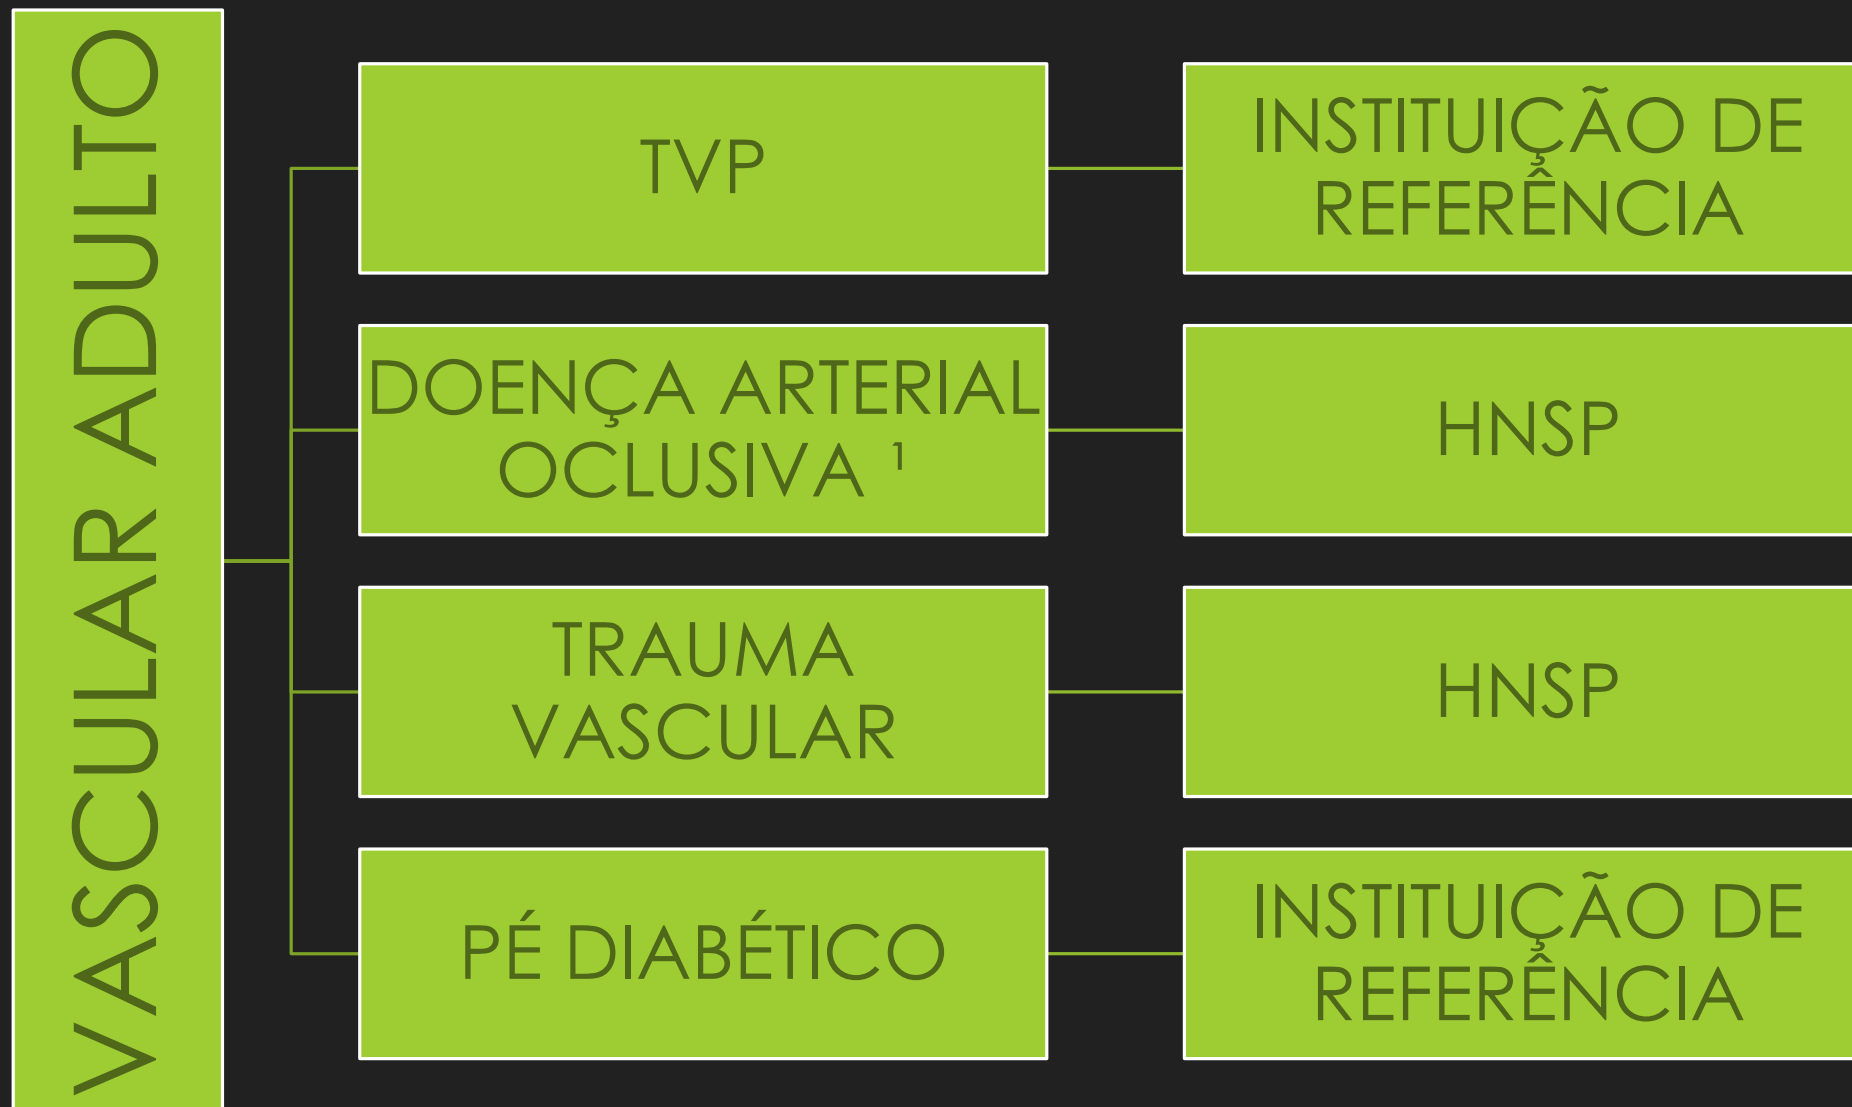 VASCULAR ADULTO
TVP
INSTITUIÇÃO DE
REFERÊNCIA
DOENÇA ARTERIAL
OCLUSIVA ¹
HNSP
TRAUMA
VASCULAR
HNSP
PÉ DIABÉTICO
INSTITUIÇÃO DE
REFERÊNCIA